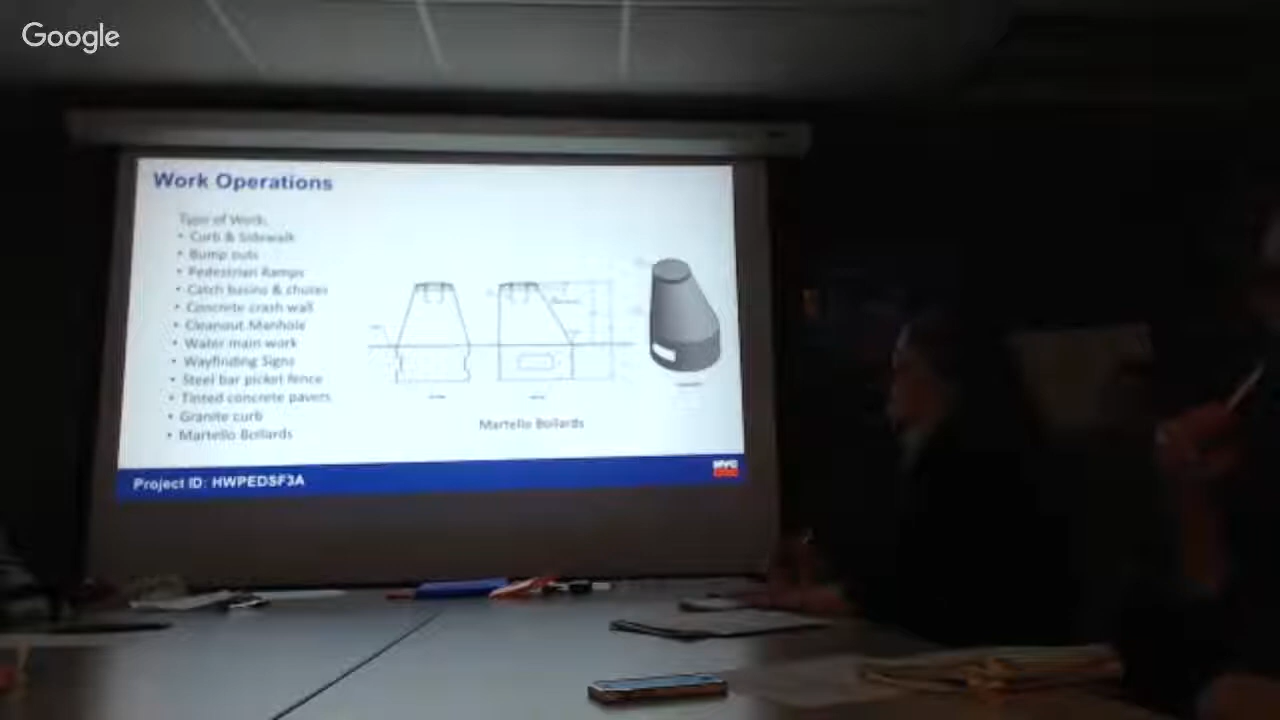 Google
Work Operations
Type of Work:
• Curb & Sidewalk
• Bump outs
• Pedestrian Ramps
• Catch basins & chutes
• Concrete crash wall
• Cleanout Manhole
• Water main work
• Wayfinding Signs
• Steel bar picket fence
• Tinted concrete pavers
• Granite curb
• Martello Bollards
Martello Bollards
Project ID: HWPEDSF3A
NYC